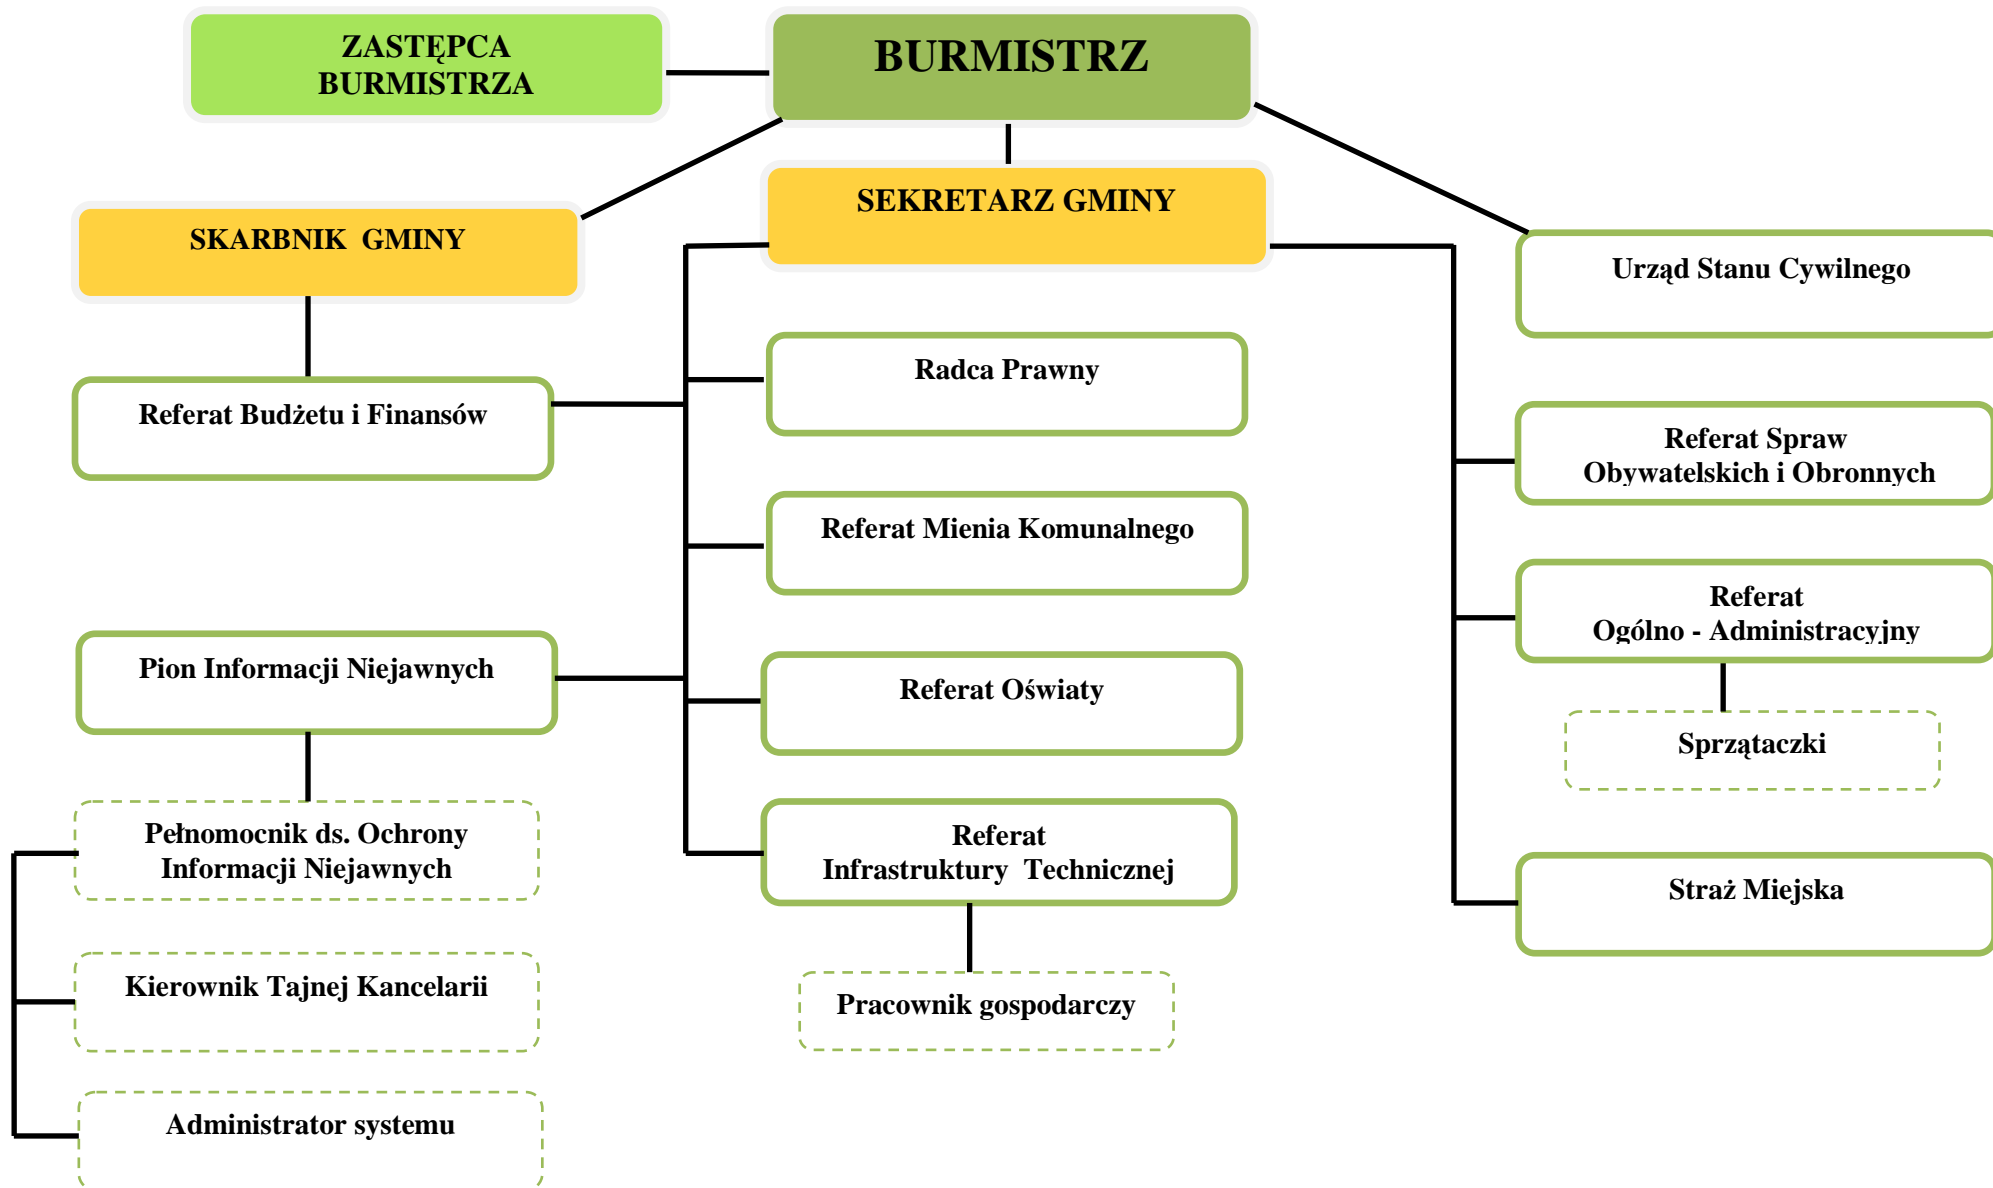 ZASTĘPCA
BURMISTRZA
BURMISTRZ
SEKRETARZ GMINY
SKARBNIK  GMINY
Urząd Stanu Cywilnego
Radca Prawny
Referat Budżetu i Finansów
Referat Spraw
Obywatelskich i Obronnych
Referat Mienia Komunalnego
Referat
Ogólno - Administracyjny
Pion Informacji Niejawnych
Referat Oświaty
Sprzątaczki
Pełnomocnik ds. Ochrony
Informacji Niejawnych
Referat
Infrastruktury  Technicznej
Straż Miejska
Kierownik Tajnej Kancelarii
Pracownik gospodarczy
Administrator systemu